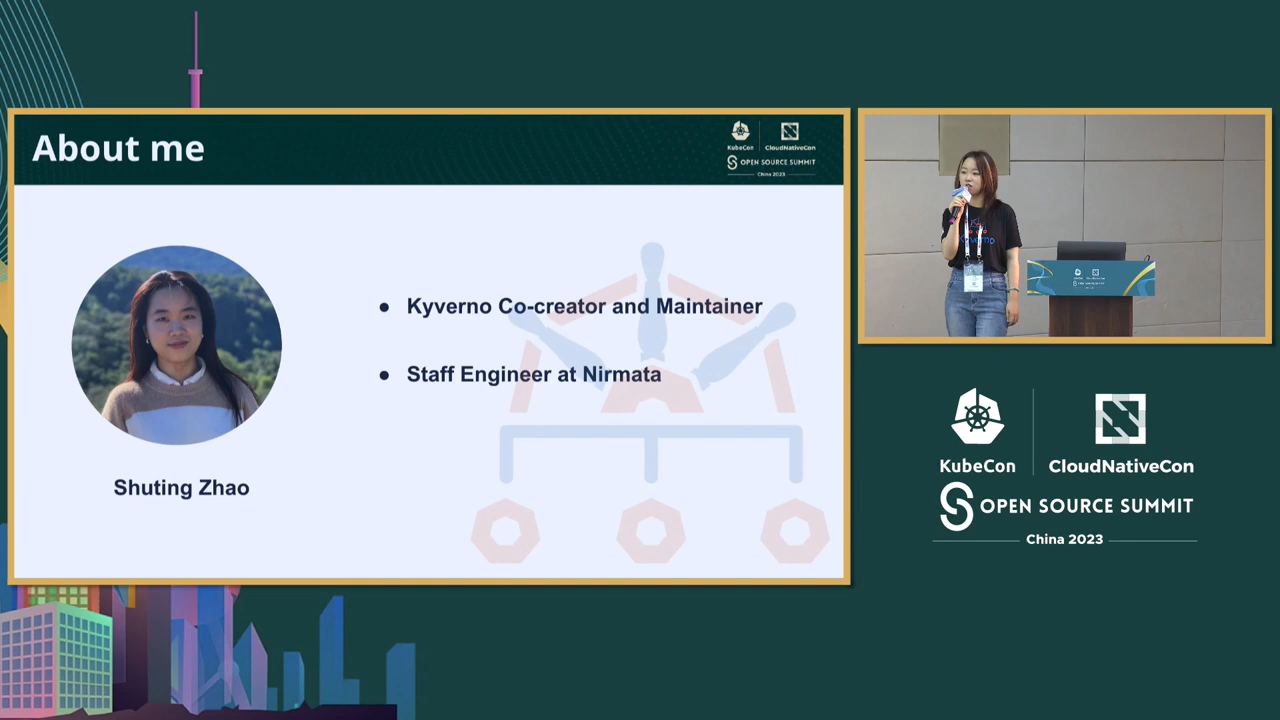 About me
KubeCon
CloudNativeCon
OPEN SOURCE SUMMIT
China 2023
Kyverno Co-creator and Maintainer
Staff Engineer at Nirmata
Shuting Zhao
Kyverno
KubeCon
CloudNativeCon
OPEN SOURCE SUMMIT
China 2023